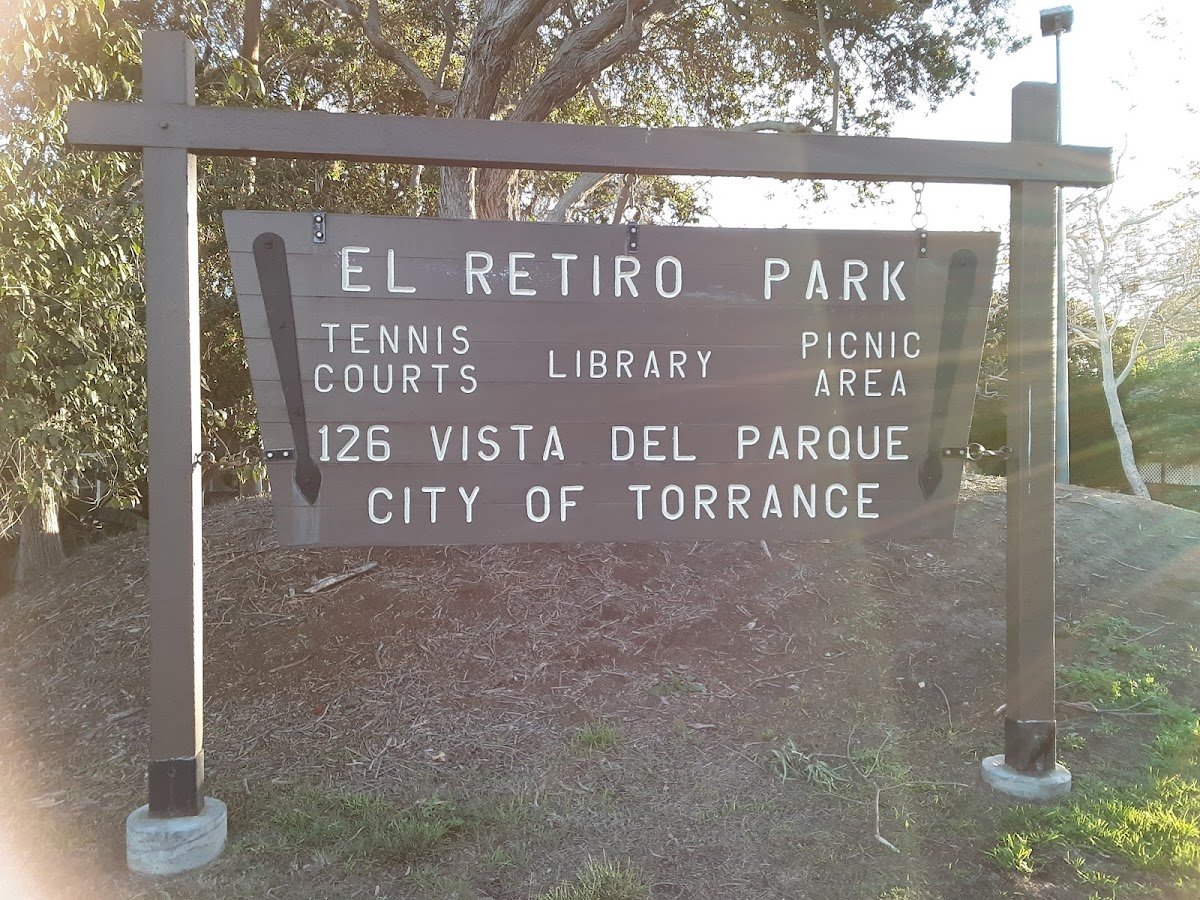 EL RETIRO PARK
TENNIS
COURTS
LIBRARY
PICNIC
AREA
126 VISTA DEL PARQUE
CITY OF TORRANCE